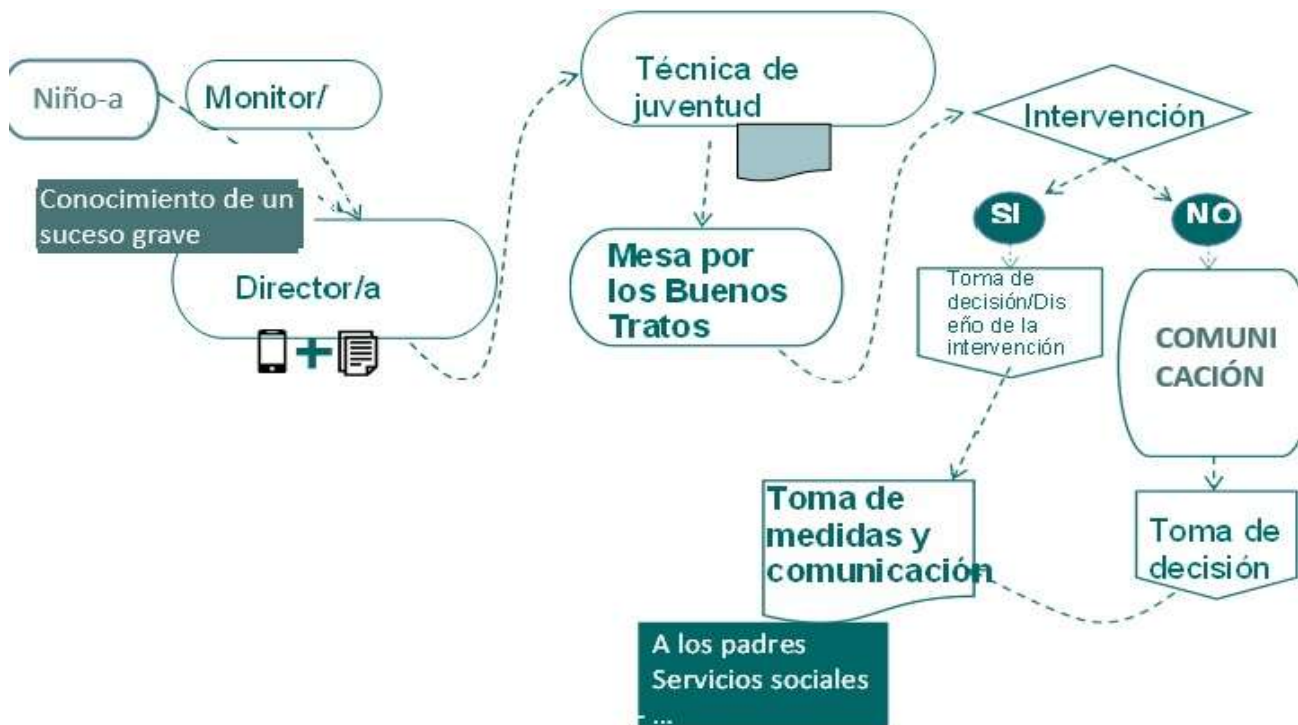 Niño-a
Monitor/
Conocimiento de un
suceso grave
Director/a
Técnica de
juventud
Mesa por
los Buenos
Tratos
Intervención
SI
NO
Toma de
decisión/Dis
eño de la
intervención
COMUNI
CACIÓN
Toma de
medidas y
comunicación
Toma de
decisión
A los padres
Servicios sociales
- ...